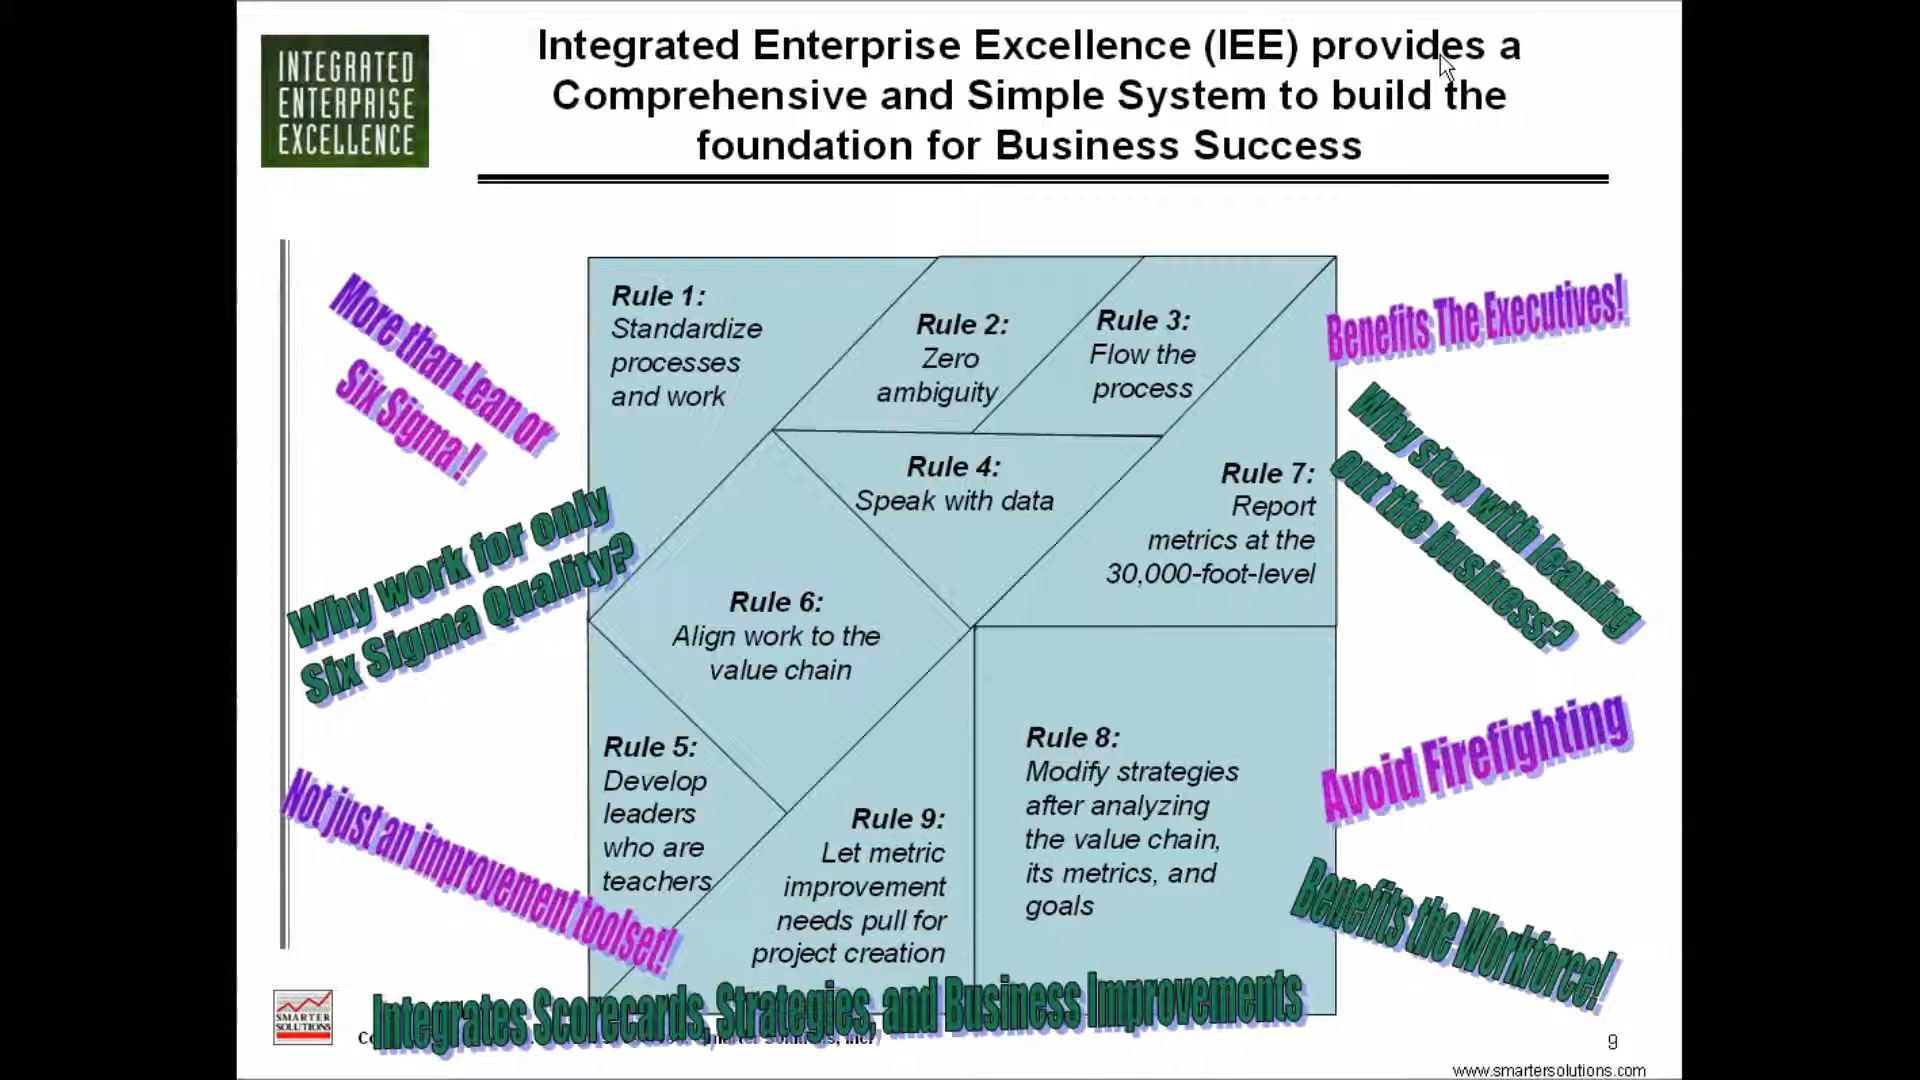 INTEGRATED
ENTERPRISE
EXCELLENCE
Integrated Enterprise Excellence (IEE) provides a
Comprehensive and Simple System to build the
foundation for Business Success
More than Lean or
Six Sigma !
Why work for only
Six Sigma Quality?
Not just an improvement toolset!
Rule 1:
Standardize
processes
and work
Rule 2:
Zero
ambiguity
Rule 3:
Flow the
process
Rule 4:
Speak with data
Rule 7:
Report
metrics at the
30,000-foot-level
Rule 6:
Align work to the
value chain
Rule 5:
Develop
leaders
who are
teachers
Rule 9:
Let metric
improvement
needs pull for
project creation
Rule 8:
Modify strategies
after analyzing
the value chain,
its metrics, and
goals
Benefits The Executives!
Why stop with leaning
out the business?
Avoid Firefighting
Benefits the Workforce!
Integrates Scorecards, Strategies, and Business Improvements
SMARTER
SOLUTIONS
9
www.smartersolutions.com